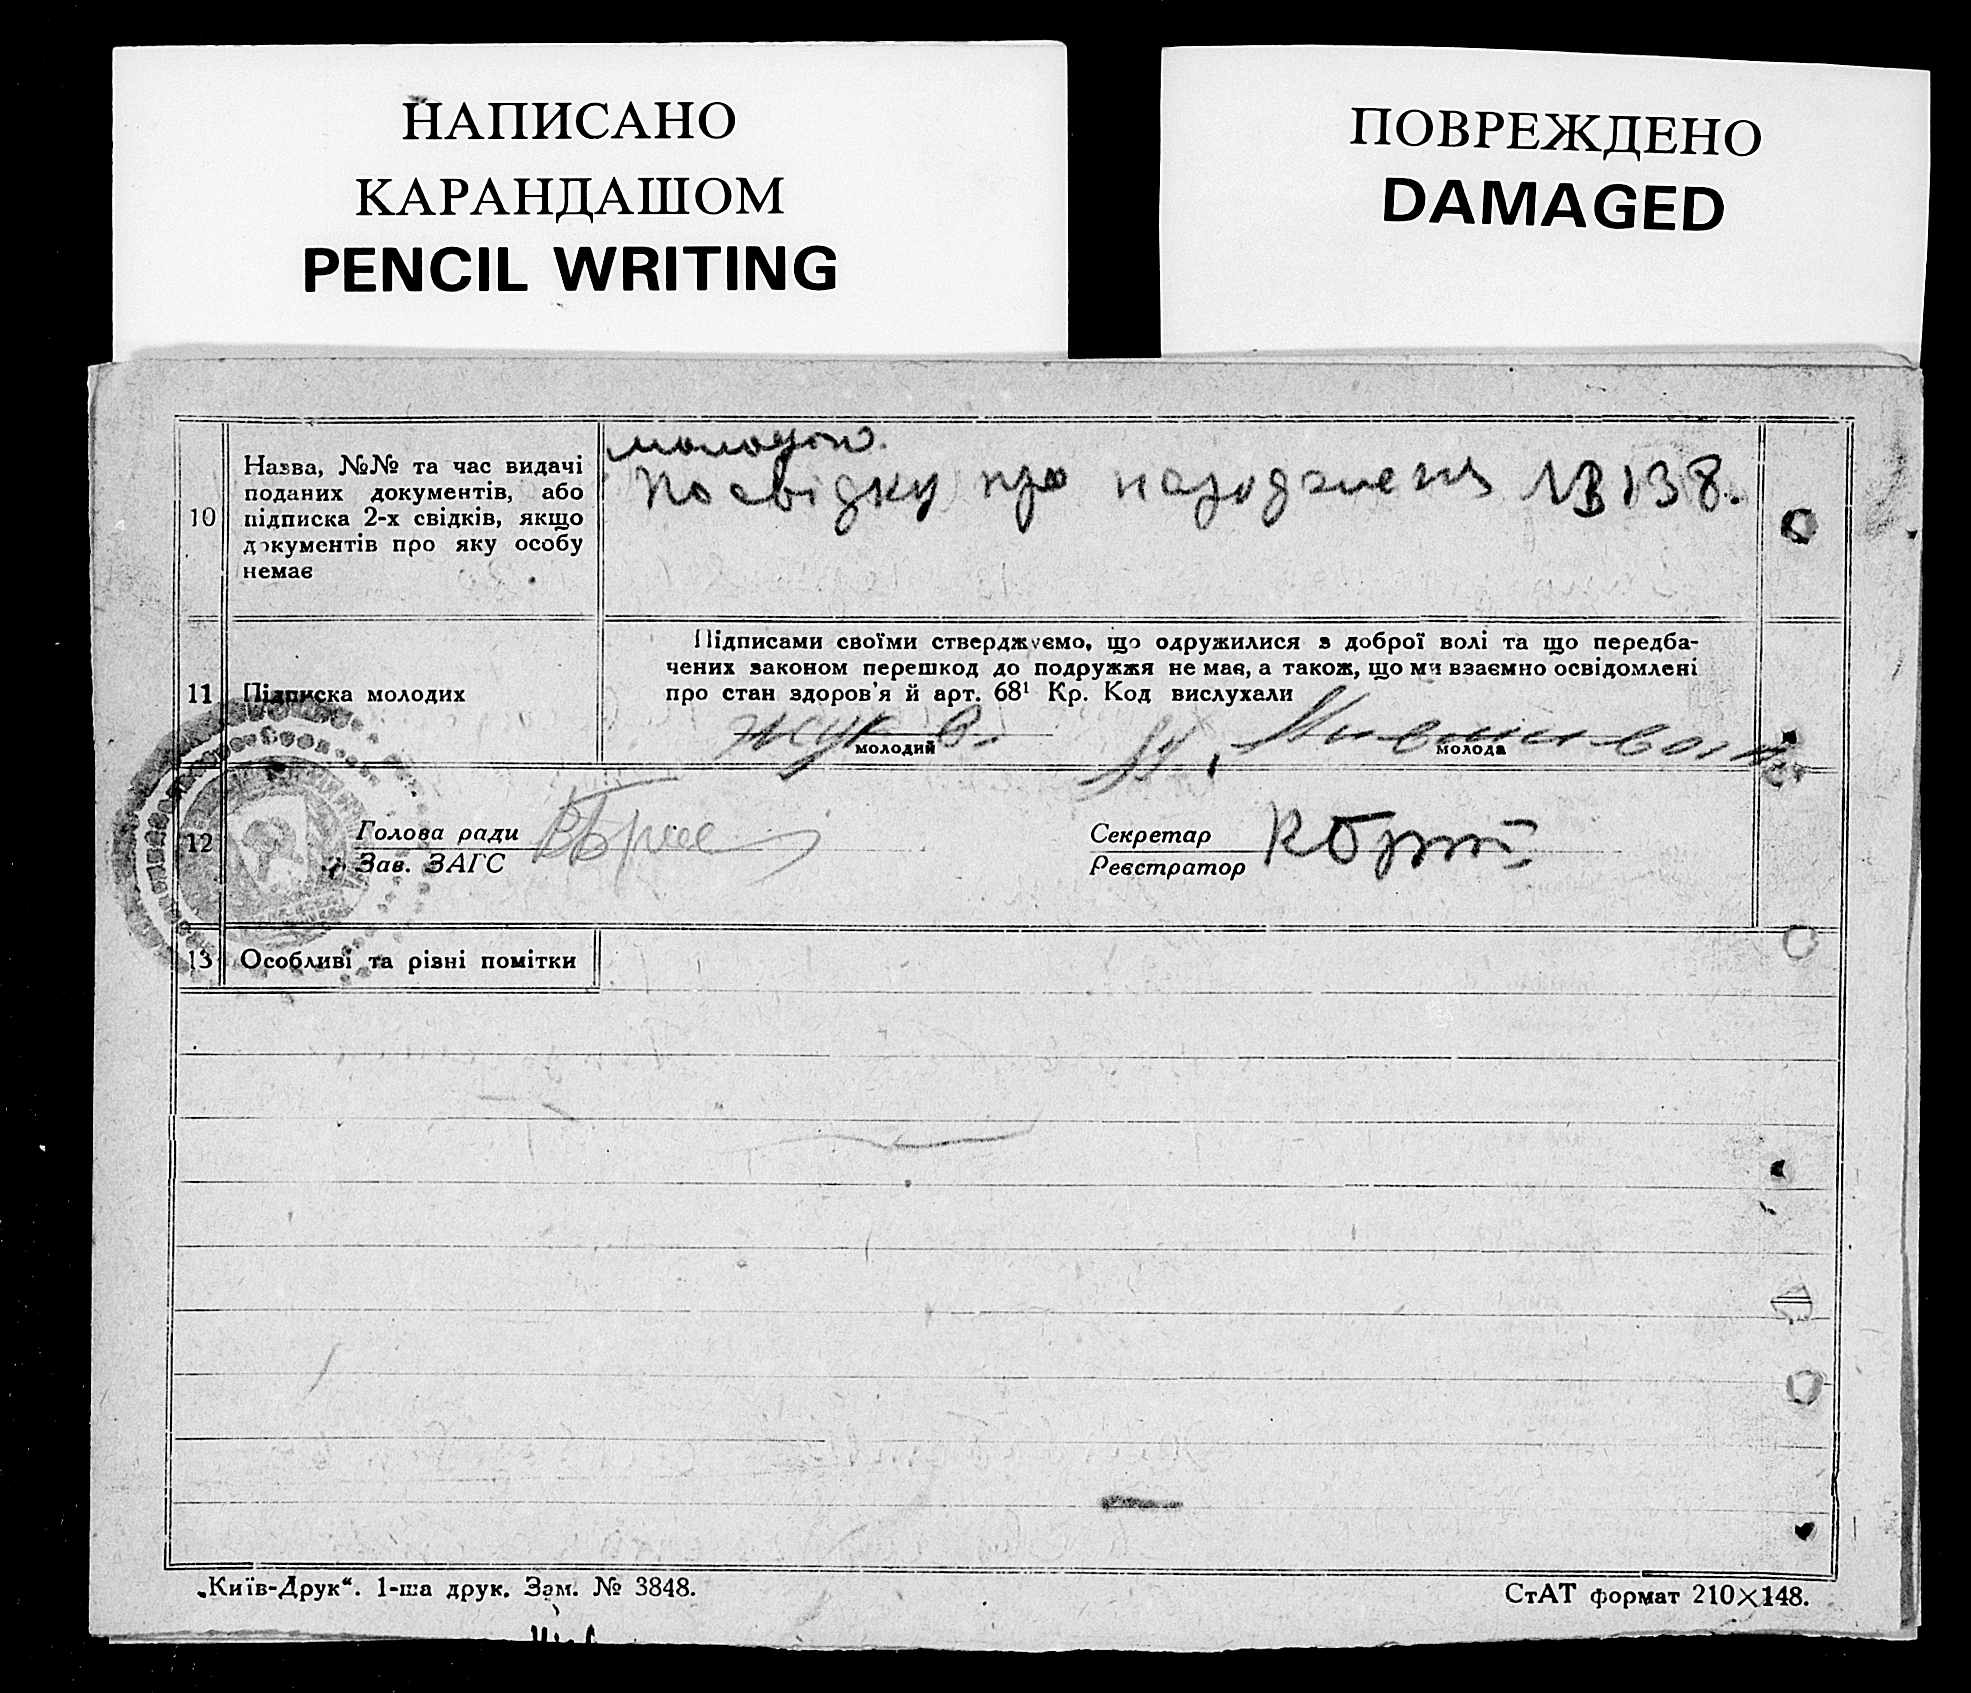 НАПИСАНО
КАРАНДАШОМ
PENCIL WRITING
ПОВРЕЖДЕНО
DAMAGED
10
Назва, №№ та час видачі
поданих документів, або
підписка 2-х свідків, якщо
документів про яку особу
немає
Посвідку про народження
138.
11
Підписка молодих
Підписами своїми стверджуємо, що одружилися з доброї волі та що передба-
чених законом перешкод до подружжя не має, а також, що ми взаємно освідомлені
про стан здоров'я й арт. 68¹ Кр. Код вислухали
Жук
молодий
молода
12
Голова ради
Зав. ЗАГС
Секретар
Реєстратор
13
Особливі та різні помітки
„Київ-Друк“. 1-ша друк. Зам. № 3848.
СтАТ формат 210×148.